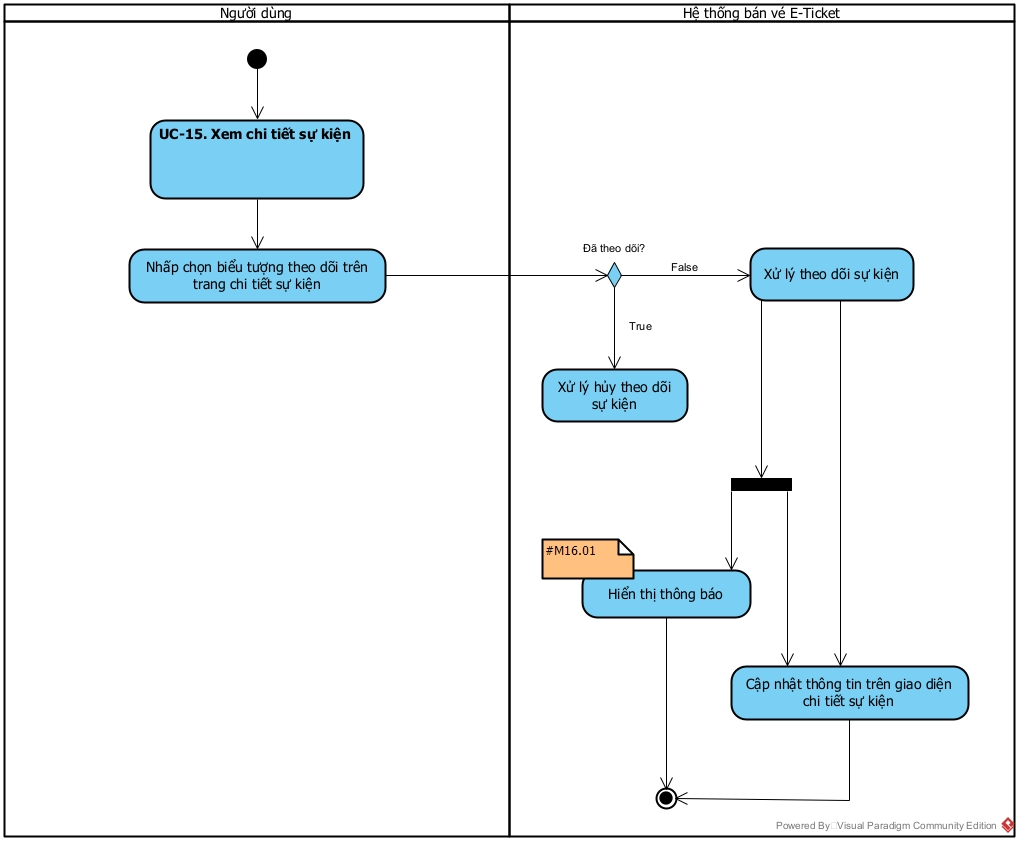 Người dùng
Hệ thống bán vé E-Ticket
UC-15. Xem chi tiết sự kiện
Nhấp chọn biểu tượng theo dõi trên
trang chi tiết sự kiện
Đã theo dõi?
False
Xử lý theo dõi sự kiện
True
Xử lý hủy theo dõi
sự kiện
#M16.01
Hiển thị thông báo
Cập nhật thông tin trên giao diện
chi tiết sự kiện
Powered By Visual Paradigm Community Edition